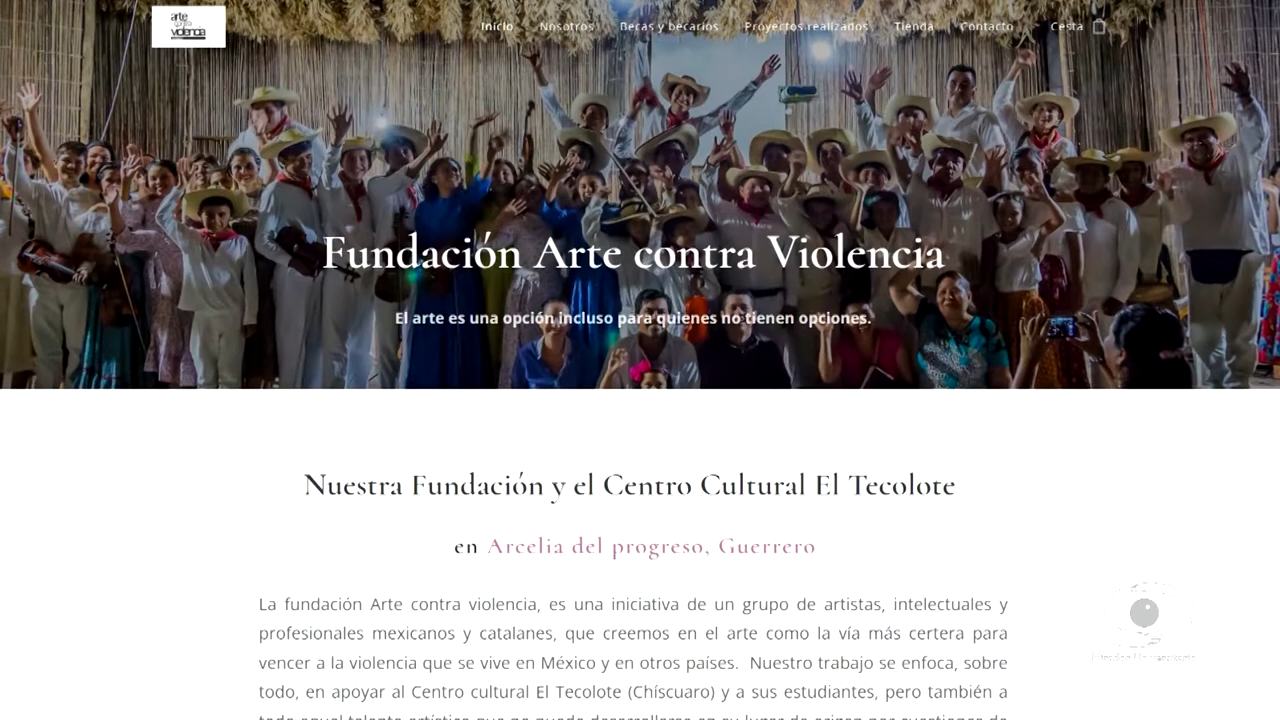 arte
contra
violencia
Inicio Nosotros Becas y becarios Proyectos realizados Tienda Contacto Cesta
Fundación Arte contra Violencia
El arte es una opción incluso para quienes no tienen opciones.
Nuestra Fundación y el Centro Cultural El Tecolote
en Arcelia del progreso, Guerrero
La fundación Arte contra violencia, es una iniciativa de un grupo de artistas, intelectuales y
profesionales mexicanos y catalanes, que creemos en el arte como la vía más certera para
vencer a la violencia que se vive en México y en otros países. Nuestro trabajo se enfoca, sobre
todo, en apoyar al Centro cultural El Tecolote (Chíscuaro) y a sus estudiantes, pero también a